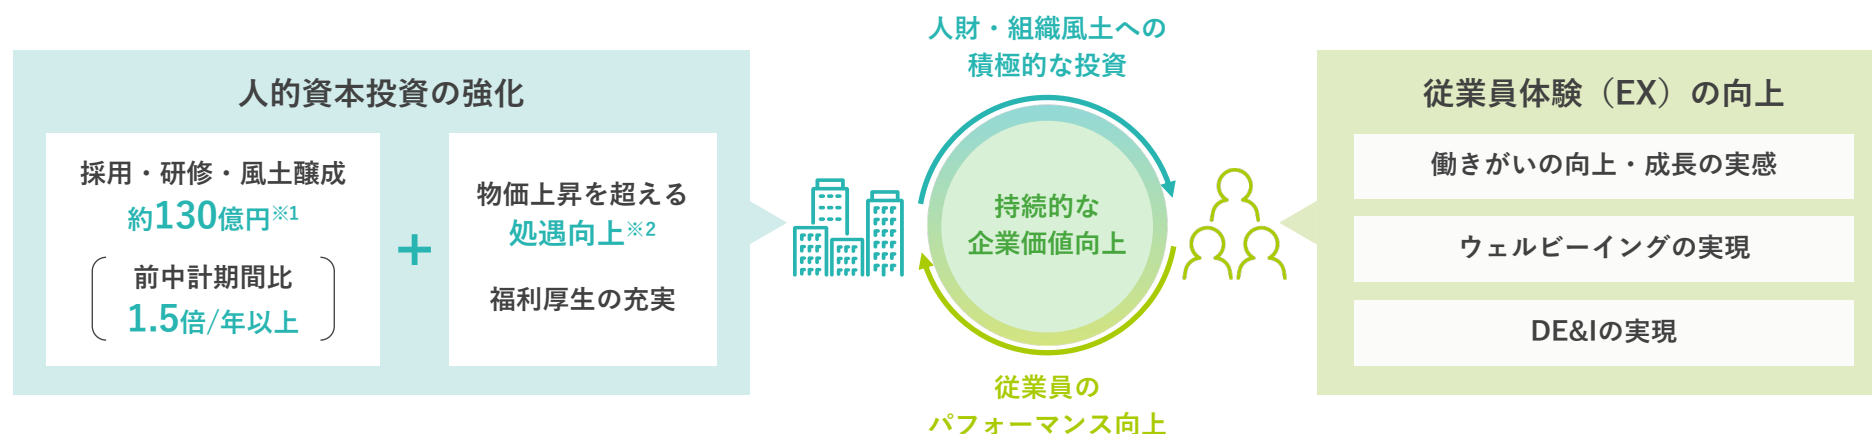 人的資本投資の強化
採用・研修・風土醸成
約130億円※1
前中計期間比
1.5倍/年以上
+
物価上昇を超える
処遇向上※2
福利厚生の充実
人財・組織風土への
積極的な投資
持続的な
企業価値向上
従業員の
パフォーマンス向上
従業員体験（EX）の向上
働きがいの向上・成長の実感
ウェルビーイングの実現
DE&Iの実現